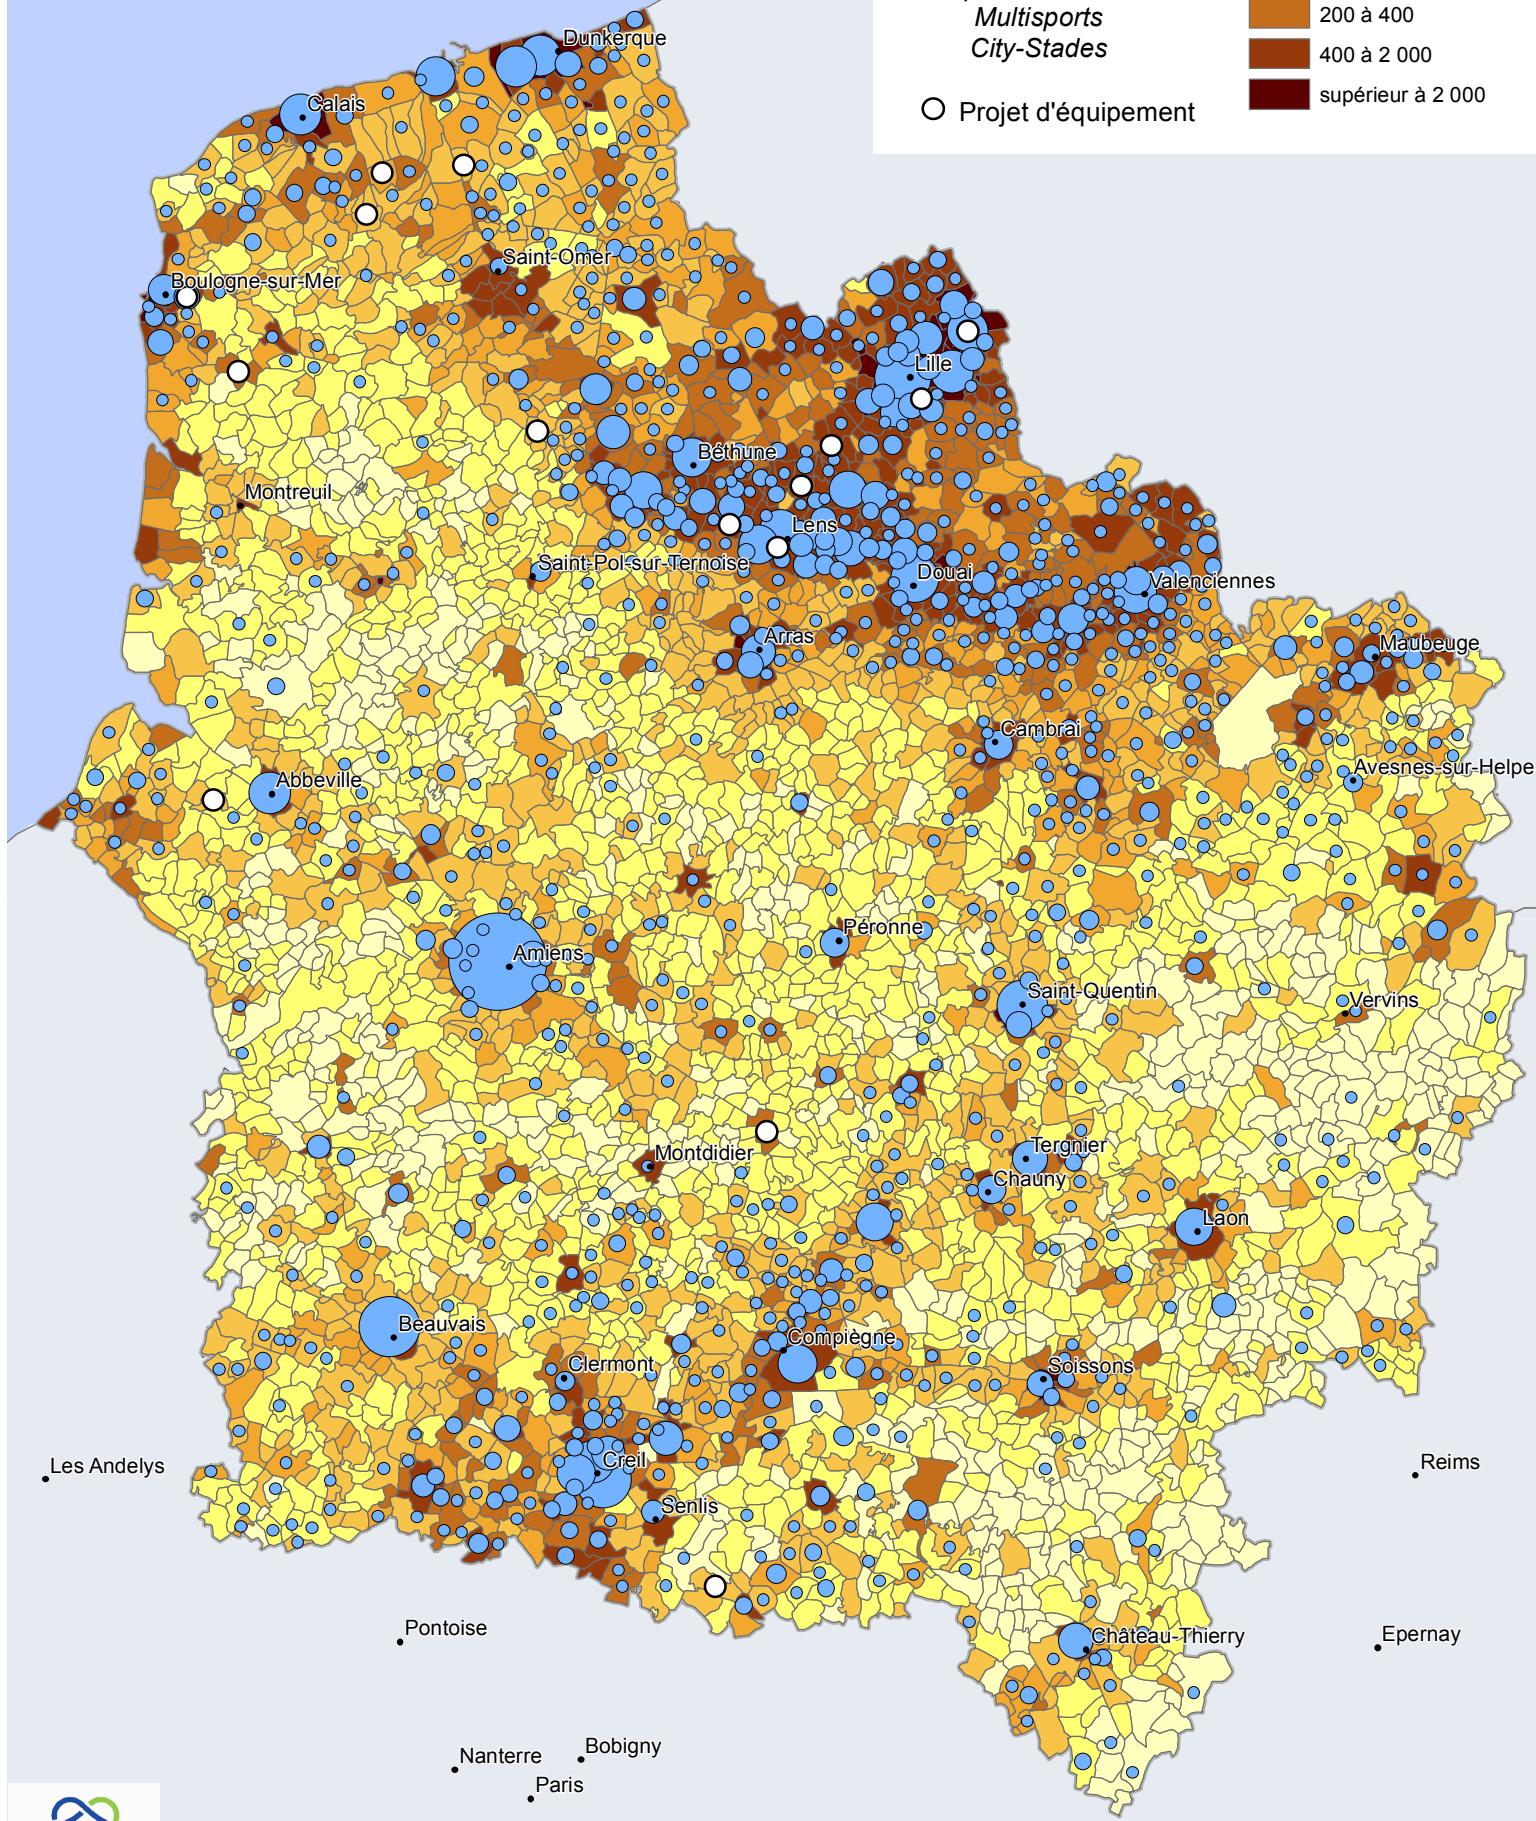 Multisports
City-Stades
Projet d'équipement
200 à 400
400 à 2 000
supérieur à 2 000
Dunkerque
Calais
Saint-Omer
Boulogne-sur-Mer
Lille
Béthune
Montreuil
Lens
Saint-Pol-sur-Ternoise
Douai
Valenciennes
Arras
Maubeuge
Cambrai
Avesnes-sur-Helpe
Abbeville
Péronne
Amiens
Saint-Quentin
Vervins
Montdidier
Tergnier
Chauny
Laon
Beauvais
Compiègne
Clermont
Soissons
Les Andelys
Creil
Reims
Senlis
Pontoise
Château-Thierry
Epernay
Nanterre
Bobigny
Paris